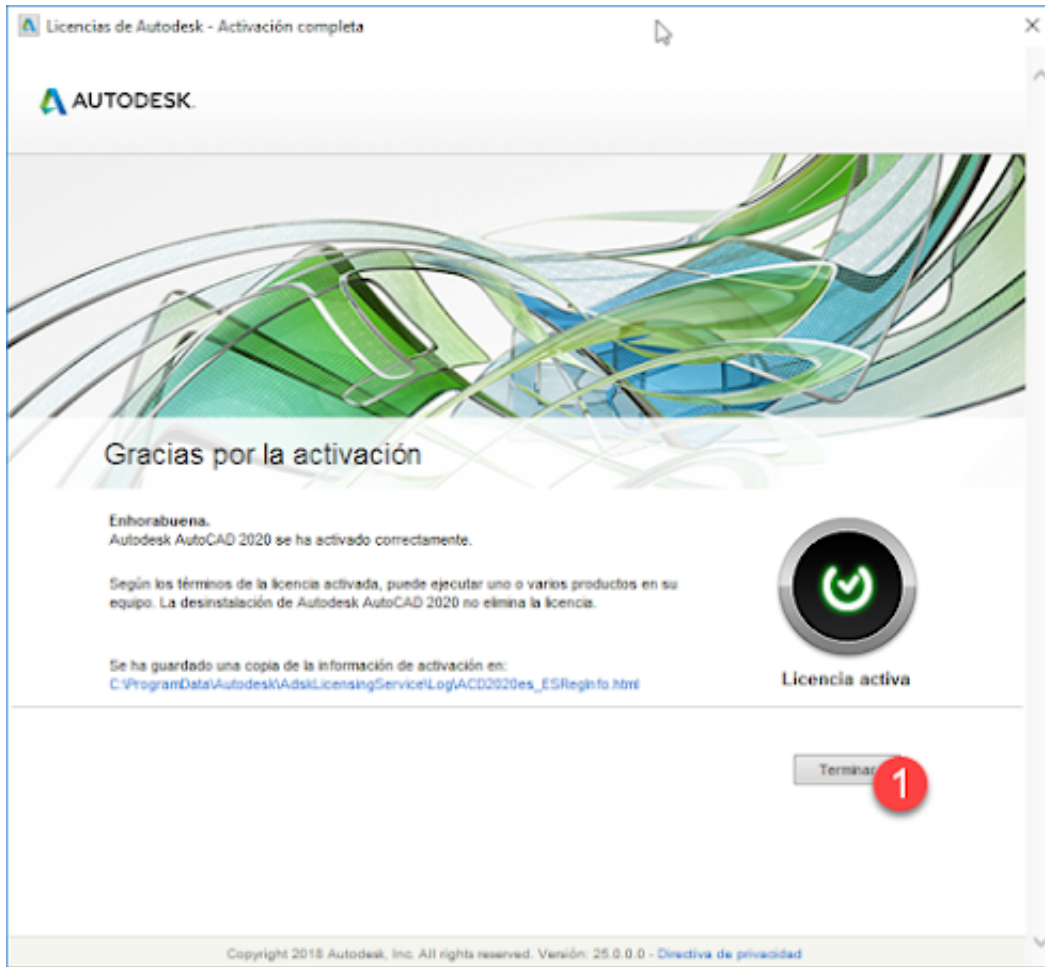 Licencias de Autodesk - Activación completa
AUTODESK.
Gracias por la activación
Enhorabuena.
Autodesk AutoCAD 2020 se ha activado correctamente.
Según los términos de la licencia activada, puede ejecutar uno o varios productos en su
equipo. La desinstalación de Autodesk AutoCAD 2020 no elimina la licencia.
Se ha guardado una copia de la información de activación en:
C:\ProgramData\Autodesk\AdskLicensingService\Log\ACD2020es_ESRegInfo.html
Licencia activa
Terminar
1
Copyright 2018 Autodesk, Inc. All rights reserved. Versión: 25.0.0.0 - Directiva de privacidad